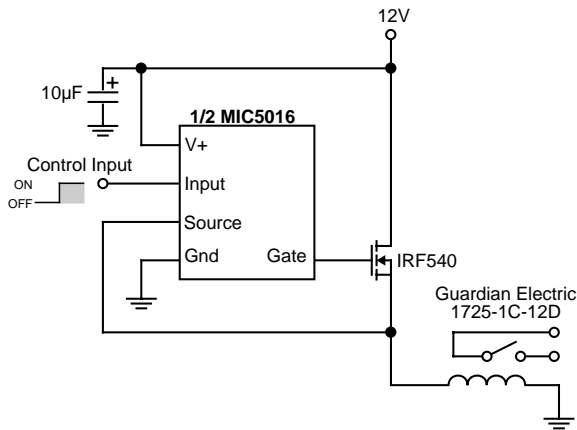 12V
+
10µF
1/2 MIC5016
V+
Control Input
ON
OFF
Input
Source
Gnd
Gate
IRF540
Guardian Electric
1725-1C-12D